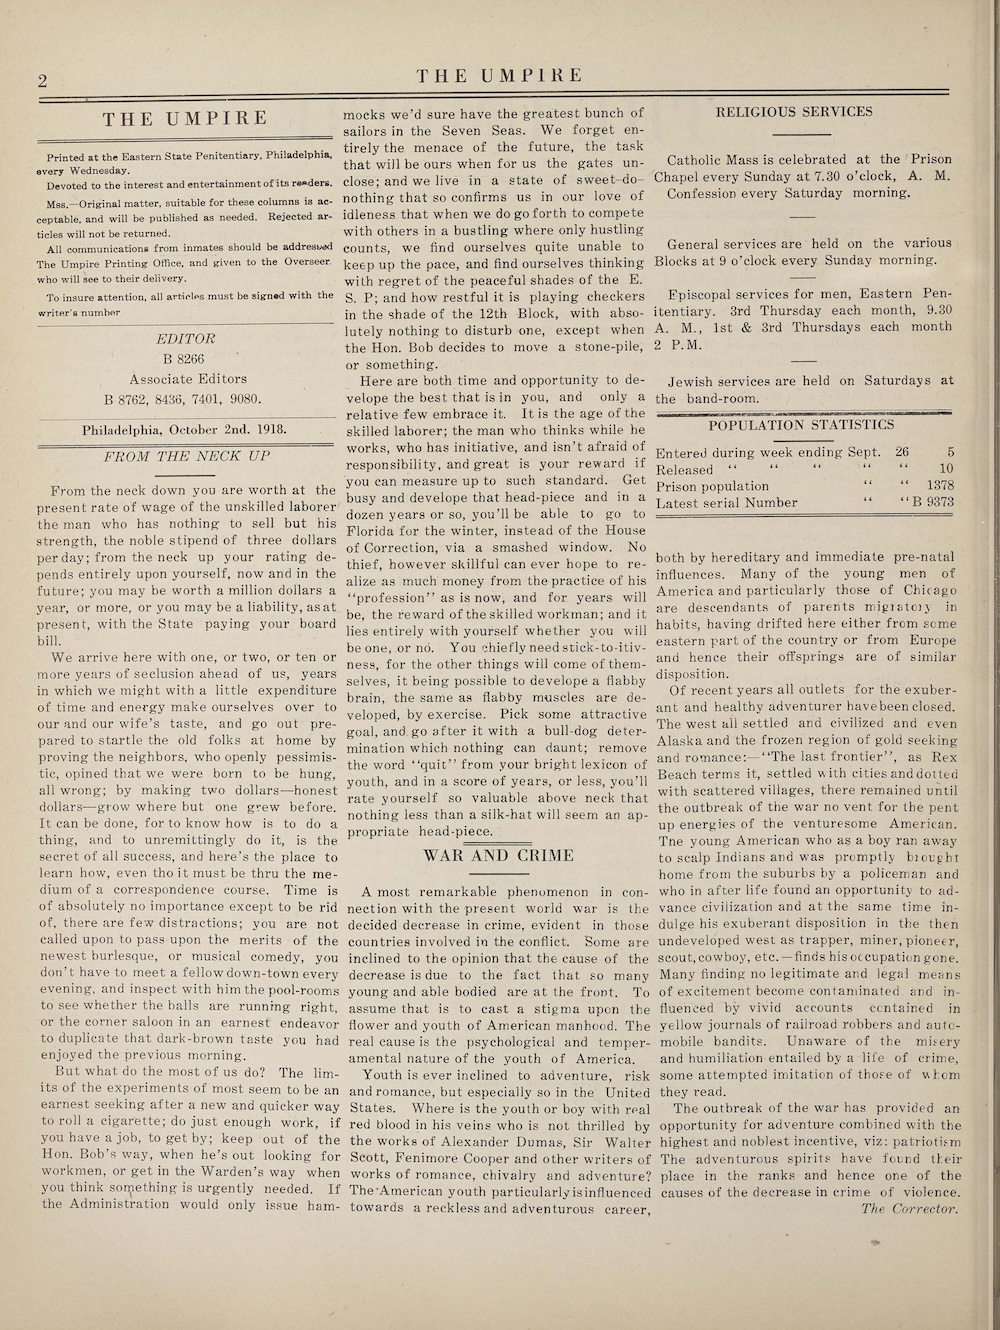 2
THE UMPIRE
THE UMPIRE
Printed at the Eastern State Penitentiary, Philadelphia,
every Wednesday.
Devoted to the interest and entertainment of its readers.
Mss.—Original matter, suitable for these columns is ac-
ceptable, and will be published as needed. Rejected ar-
ticles will not be returned.
All communications from inmates should be addressed
The Umpire Printing Office, and given to the Overseer.
who will see to their delivery.
To insure attention, all articles must be signed with the
writer's number
EDITOR
B 8266
Associate Editors
B 8762, 8436, 7401, 9080.
Philadelphia, October 2nd. 1918.
FROM THE NECK UP
From the neck down you are worth at the
present rate of wage of the unskilled laborer
the man who has nothing to sell but his
strength, the noble stipend of three dollars
per day; from the neck up your rating de-
pends entirely upon yourself, now and in the
future; you may be worth a million dollars a
year, or more, or you may be a liability, as at
present, with the State paying your board
bill.
We arrive here with one, or two, or ten or
more years of seclusion ahead of us, years
in which we might with a little expenditure
of time and energy make ourselves over to
our and our wife's taste, and go out pre-
pared to startle the old folks at home by
proving the neighbors, who openly pessimis-
tic, opined that we were born to be hung,
all wrong; by making two dollars—honest
dollars—grow where but one grew before.
It can be done, for to know how is to do a
thing, and to unremittingly do it, is the
secret of all success, and here's the place to
learn how, even tho it must be thru the me-
dium of a correspondence course. Time is
of absolutely no importance except to be rid
of, there are few distractions; you are not
called upon to pass upon the merits of the
newest burlesque, or musical comedy, you
don't have to meet a fellow down-town every
evening, and inspect with him the pool-rooms
to see whether the balls are running right,
or the corner saloon in an earnest endeavor
to duplicate that dark-brown taste you had
enjoyed the previous morning.
But what do the most of us do? The lim-
its of the experiments of most seem to be an
earnest seeking after a new and quicker way
to roll a cigarette; do just enough work, if
you have a job, to get by; keep out of the
Hon. Bob's way, when he's out looking for
workmen, or get in the Warden's way when
you think something is urgently needed. If
the Administration would only issue ham-
mocks we'd sure have the greatest bunch of
sailors in the Seven Seas. We forget en-
tirely the menace of the future, the task
that will be ours when for us the gates un-
close; and we live in a state of sweet-do-
nothing that so confirms us in our love of
idleness that when we do go forth to compete
with others in a bustling where only hustling
counts, we find ourselves quite unable to
keep up the pace, and find ourselves thinking
with regret of the peaceful shades of the E.
S. P; and how restful it is playing checkers
in the shade of the 12th Block, with abso-
lutely nothing to disturb one, except when
the Hon. Bob decides to move a stone-pile,
or something.
Here are both time and opportunity to de-
velope the best that is in you, and only a
relative few embrace it. It is the age of the
skilled laborer; the man who thinks while he
works, who has initiative, and isn't afraid of
responsibility, and great is your reward if
you can measure up to such standard. Get
busy and develope that head-piece and in a
dozen years or so, you'll be able to go to
Florida for the winter, instead of the House
of Correction, via a smashed window. No
thief, however skillful can ever hope to re-
alize as much money from the practice of his
"profession" as is now, and for years will
be, the reward of the skilled workman; and it
lies entirely with yourself whether you will
be one, or no. You chiefly need stick-to-itiv-
ness, for the other things will come of them-
selves, it being possible to develope a flabby
brain, the same as flabby muscles are de-
veloped, by exercise. Pick some attractive
goal, and go after it with a bull-dog deter-
mination which nothing can daunt; remove
the word "quit" from your bright lexicon of
youth, and in a score of years, or less, you'll
rate yourself so valuable above neck that
nothing less than a silk-hat will seem an ap-
propriate head-piece.
WAR AND CRIME
A most remarkable phenomenon in con-
nection with the present world war is the
decided decrease in crime, evident in those
countries involved in the conflict. Some are
inclined to the opinion that the cause of the
decrease is due to the fact that so many
young and able bodied are at the front. To
assume that is to cast a stigma upon the
flower and youth of American manhood. The
real cause is the psychological and temper-
amental nature of the youth of America.
Youth is ever inclined to adventure, risk
and romance, but especially so in the United
States. Where is the youth or boy with real
red blood in his veins who is not thrilled by
the works of Alexander Dumas, Sir Walter
Scott, Fenimore Cooper and other writers of
works of romance, chivalry and adventure?
The American youth particularly is influenced
towards a reckless and adventurous career,
RELIGIOUS SERVICES
Catholic Mass is celebrated at the Prison
Chapel every Sunday at 7.30 o'clock, A. M.
Confession every Saturday morning.
General services are held on the various
Blocks at 9 o'clock every Sunday morning.
Episcopal services for men, Eastern Pen-
itentiary. 3rd Thursday each month, 9.30
A. M., 1st & 3rd Thursdays each month
2 P.M.
Jewish services are held on Saturdays at
the band-room.
POPULATION STATISTICS
Entered during week ending Sept. 26 5
Released " " " " " 10
Prison population " " 1378
Latest serial Number " " B 9373
both by hereditary and immediate pre-natal
influences. Many of the young men of
America and particularly those of Chicago
are descendants of parents migratory in
habits, having drifted here either from some
eastern part of the country or from Europe
and hence their offsprings are of similar
disposition.
Of recent years all outlets for the exuber-
ant and healthy adventurer have been closed.
The west all settled and civilized and even
Alaska and the frozen region of gold seeking
and romance:—"The last frontier", as Rex
Beach terms it, settled with cities and dotted
with scattered villages, there remained until
the outbreak of the war no vent for the pent
up energies of the venturesome American.
Tne young American who as a boy ran away
to scalp Indians and was promptly brought
home from the suburbs by a policeman and
who in after life found an opportunity to ad-
vance civilization and at the same time in-
dulge his exuberant disposition in the then
undeveloped west as trapper, miner, pioneer,
scout, cowboy, etc.—finds his occupation gone.
Many finding no legitimate and legal means
of excitement become contaminated and in-
fluenced by vivid accounts contained in
yellow journals of railroad robbers and auto-
mobile bandits. Unaware of the misery
and humiliation entailed by a life of crime,
some attempted imitation of those of whom
they read.
The outbreak of the war has provided an
opportunity for adventure combined with the
highest and noblest incentive, viz: patriotism
The adventurous spirits have found their
place in the ranks and hence one of the
causes of the decrease in crime of violence.
The Corrector.